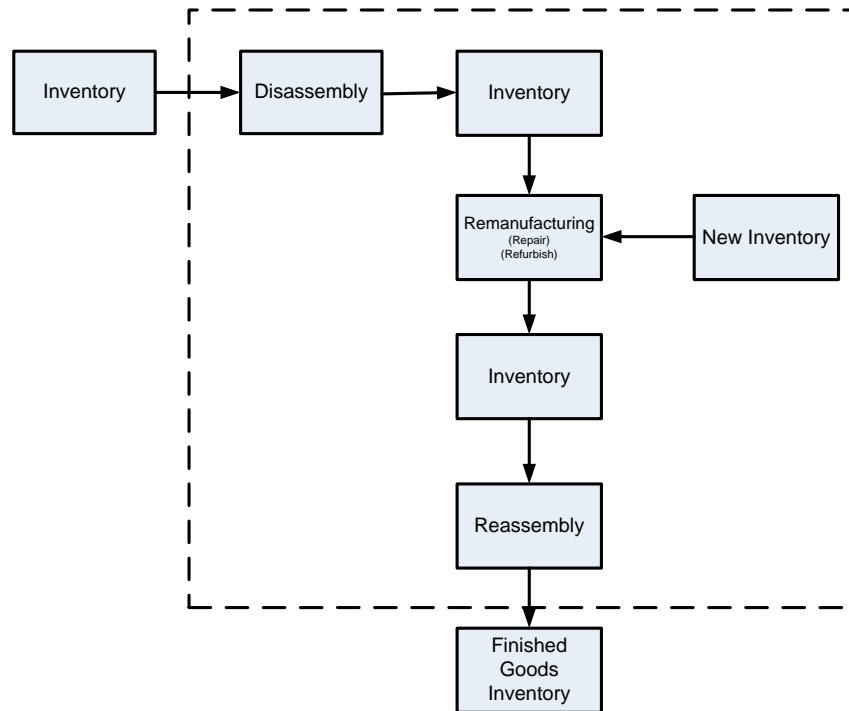 Inventory
Disassembly
Inventory
Remanufacturing
(Repair)
(Refurbish)
New Inventory
Inventory
Reassembly
Finished
Goods
Inventory